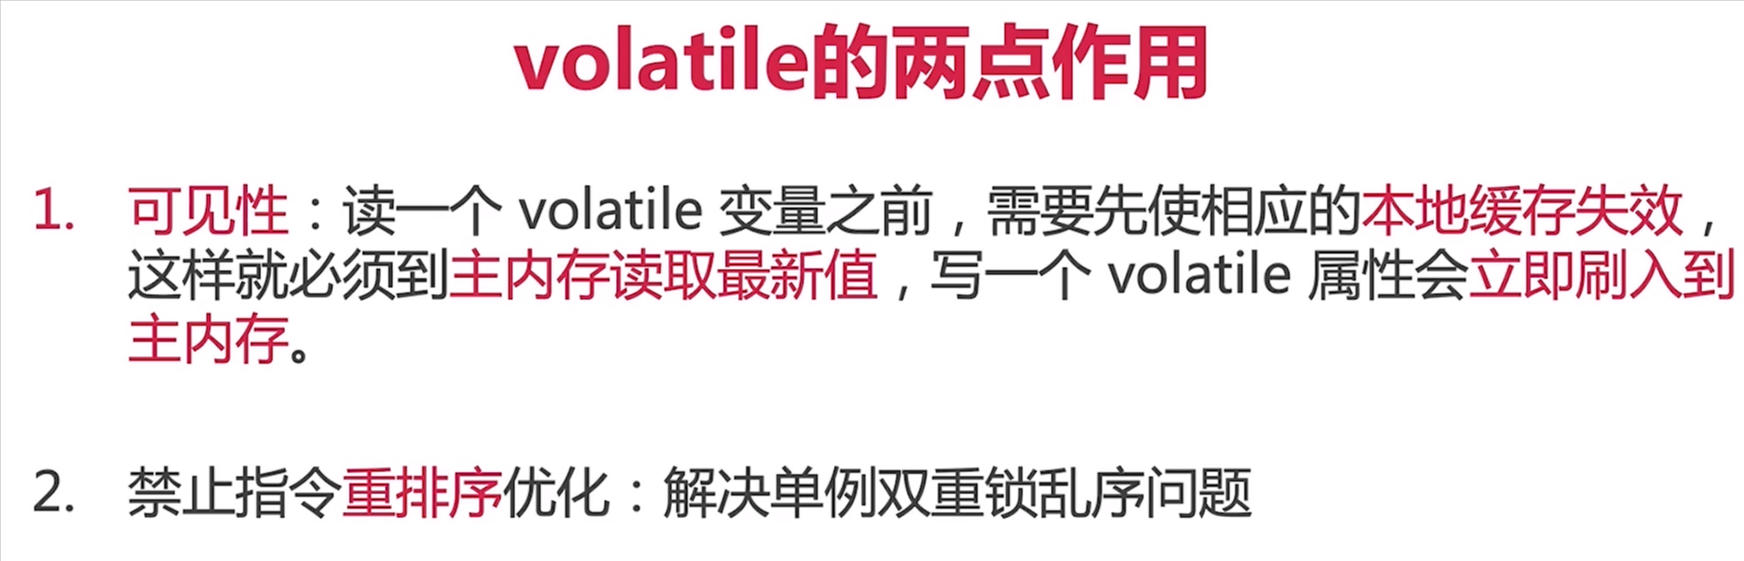 volatile的两点作用
1. 可见性：读一个 volatile 变量之前，需要先使相应的本地缓存失效，
这样就必须到主内存读取最新值，写一个 volatile 属性会立即刷入到
主内存。
2. 禁止指令重排序优化：解决单例双重锁乱序问题